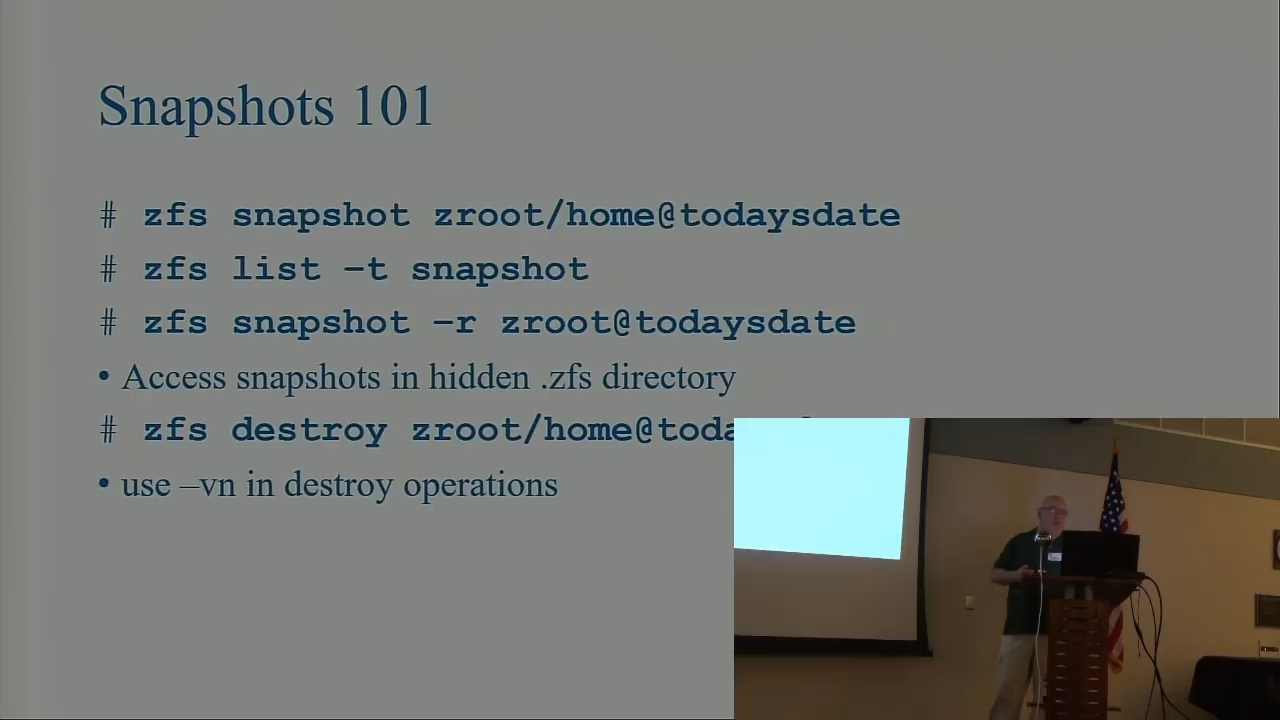 Snapshots 101
# zfs snapshot zroot/home@todaysdate
# zfs list –t snapshot
# zfs snapshot –r zroot@todaysdate
• Access snapshots in hidden .zfs directory
# zfs destroy zroot/home@toda
• use –vn in destroy operations